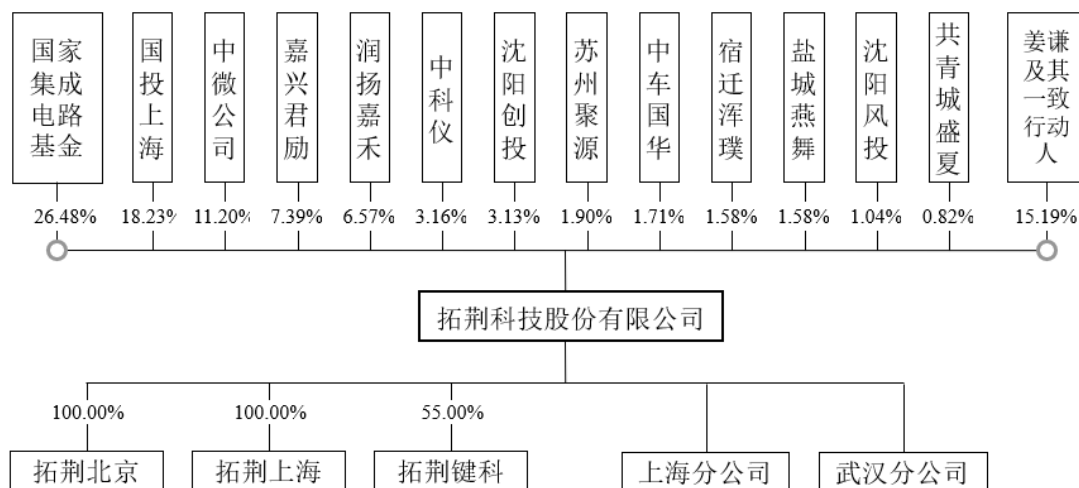 国家集成电路基金
国投上海
中微公司
嘉兴君励
润扬嘉禾
中科仪
沈阳创投
苏州聚源
中车国华
宿迁浑璞
盐城燕舞
沈阳风投
共青城盛夏
姜谦及其一致行动人
26.48%
18.23%
11.20%
7.39%
6.57%
3.16%
3.13%
1.90%
1.71%
1.58%
1.58%
1.04%
0.82%
15.19%
拓荆科技股份有限公司
100.00%
100.00%
55.00%
拓荆北京
拓荆上海
拓荆键科
上海分公司
武汉分公司